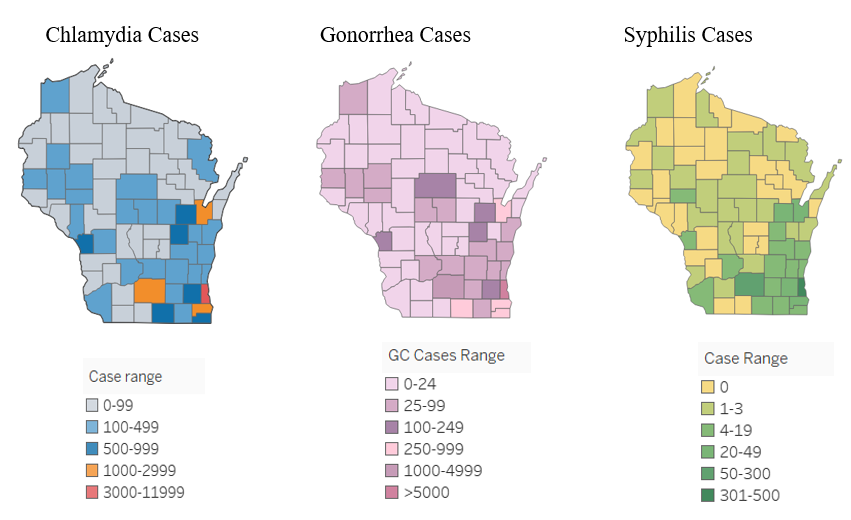 Chlamydia Cases
Gonorrhea Cases
Syphilis Cases
Case range
0-99
100-499
500-999
1000-2999
3000-11999
GC Cases Range
0-24
25-99
100-249
250-999
1000-4999
>5000
Case Range
0
1-3
4-19
20-49
50-300
301-500